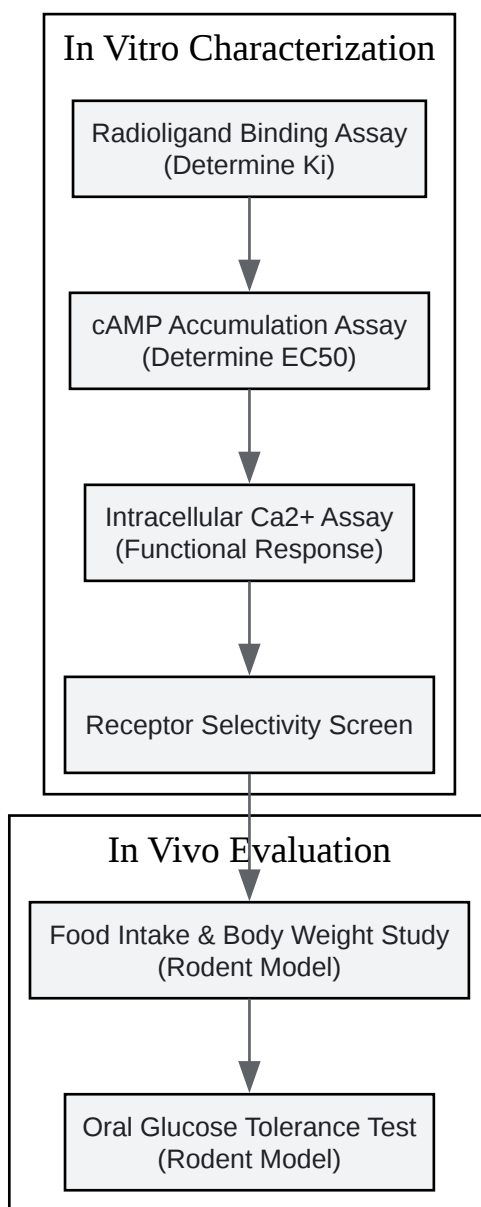 In Vitro Characterization
Radioligand Binding Assay
(Determine Ki)
cAMP Accumulation Assay
(Determine EC50)
Intracellular Ca2+ Assay
(Functional Response)
Receptor Selectivity Screen
In Vivo Evaluation
Food Intake & Body Weight Study
(Rodent Model)
Oral Glucose Tolerance Test
(Rodent Model)